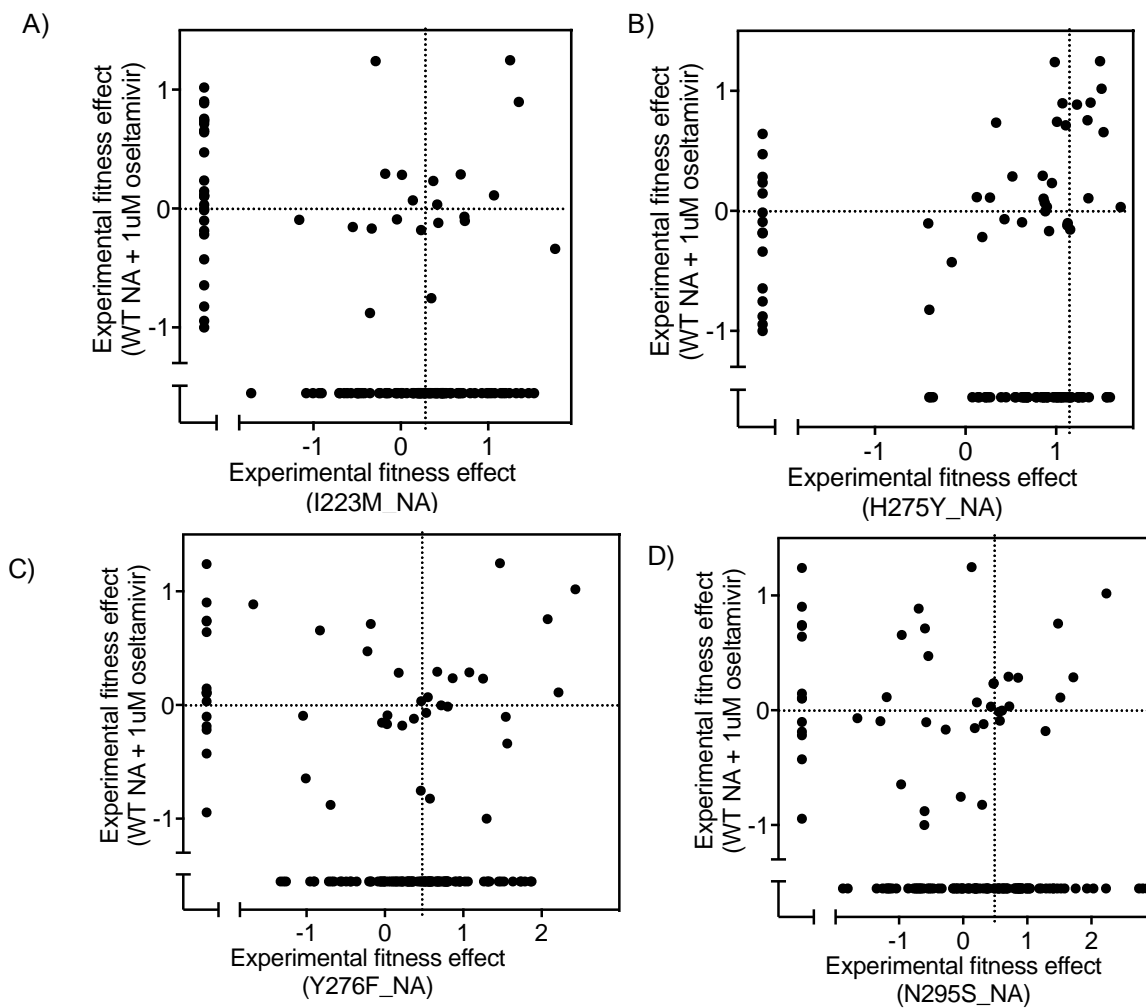 A)
Experimental fitness effect
(WT NA + 1uM oseltamivir)
1
0
-1
-1
0
1
Experimental fitness effect
(I223M_NA)
B)
Experimental fitness effect
(WT NA + 1uM oseltamivir)
1
0
-1
-1
0
1
Experimental fitness effect
(H275Y_NA)
C)
Experimental fitness effect
(WT NA + 1uM oseltamivir)
1
0
-1
-1
0
1
2
Experimental fitness effect
(Y276F_NA)
D)
Experimental fitness effect
(WT NA + 1uM oseltamivir)
1
0
-1
-1
0
1
2
Experimental fitness effect
(N295S_NA)